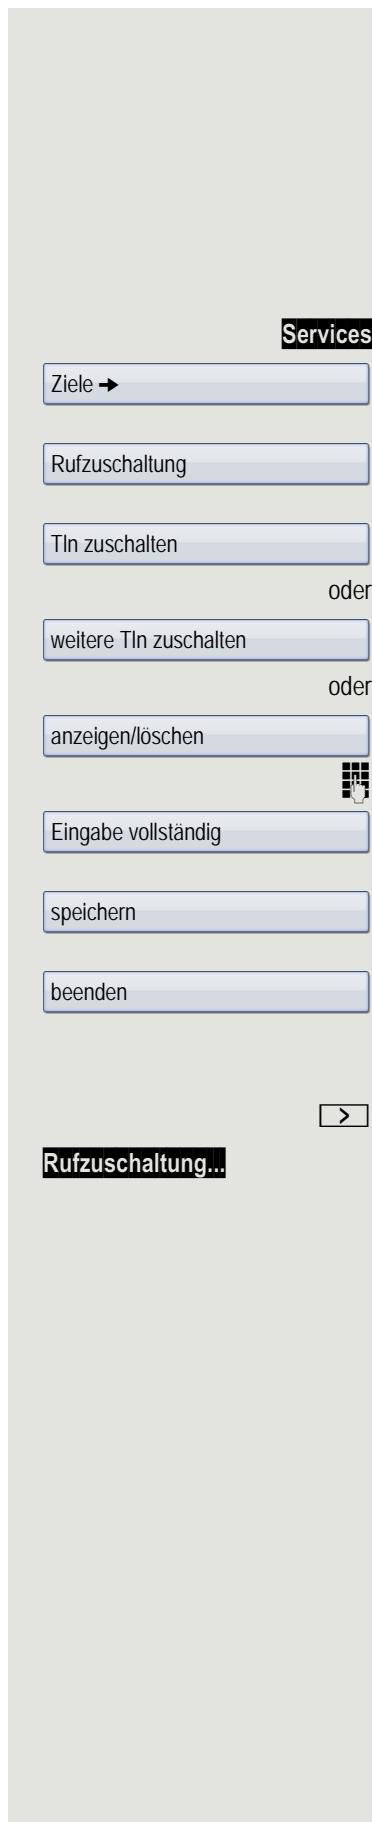 Services
Ziele ➔
Rufzuschaltung
Tln zuschalten
oder
weitere Tln zuschalten
oder
anzeigen/löschen
Eingabe vollständig
speichern
beenden
>
Rufzuschaltung...